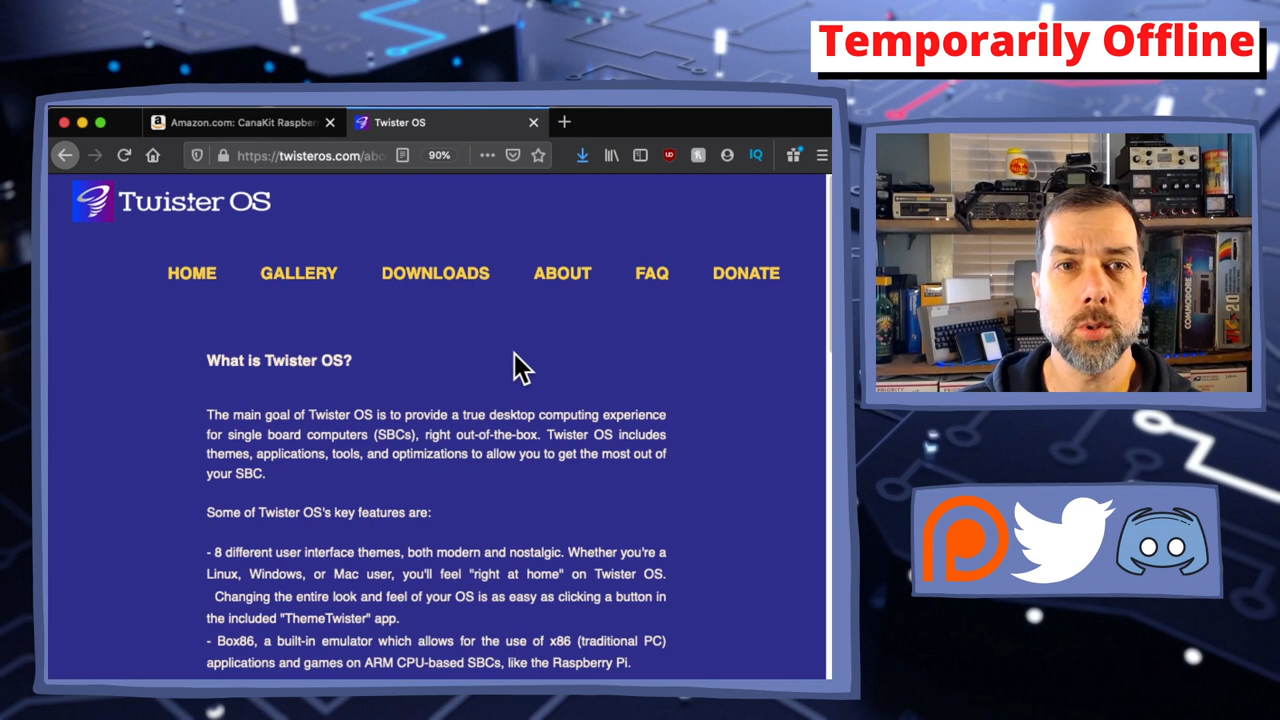 Temporarily Offline
Amazon.com: CanaKit Raspber
Twister OS
https://twisteros.com/abo
90%
UD
IQ
Twister OS
HOME GALLERY DOWNLOADS ABOUT FAQ DONATE
What is Twister OS?
The main goal of Twister OS is to provide a true desktop computing experience
for single board computers (SBCs), right out-of-the-box. Twister OS includes
themes, applications, tools, and optimizations to allow you to get the most out of
your SBC.
Some of Twister OS's key features are:
- 8 different user interface themes, both modern and nostalgic. Whether you're a
Linux, Windows, or Mac user, you'll feel "right at home" on Twister OS.
Changing the entire look and feel of your OS is as easy as clicking a button in
the included "ThemeTwister" app.
- Box86, a built-in emulator which allows for the use of x86 (traditional PC)
applications and games on ARM CPU-based SBCs, like the Raspberry Pi.
COMMODORE
PRIORITY